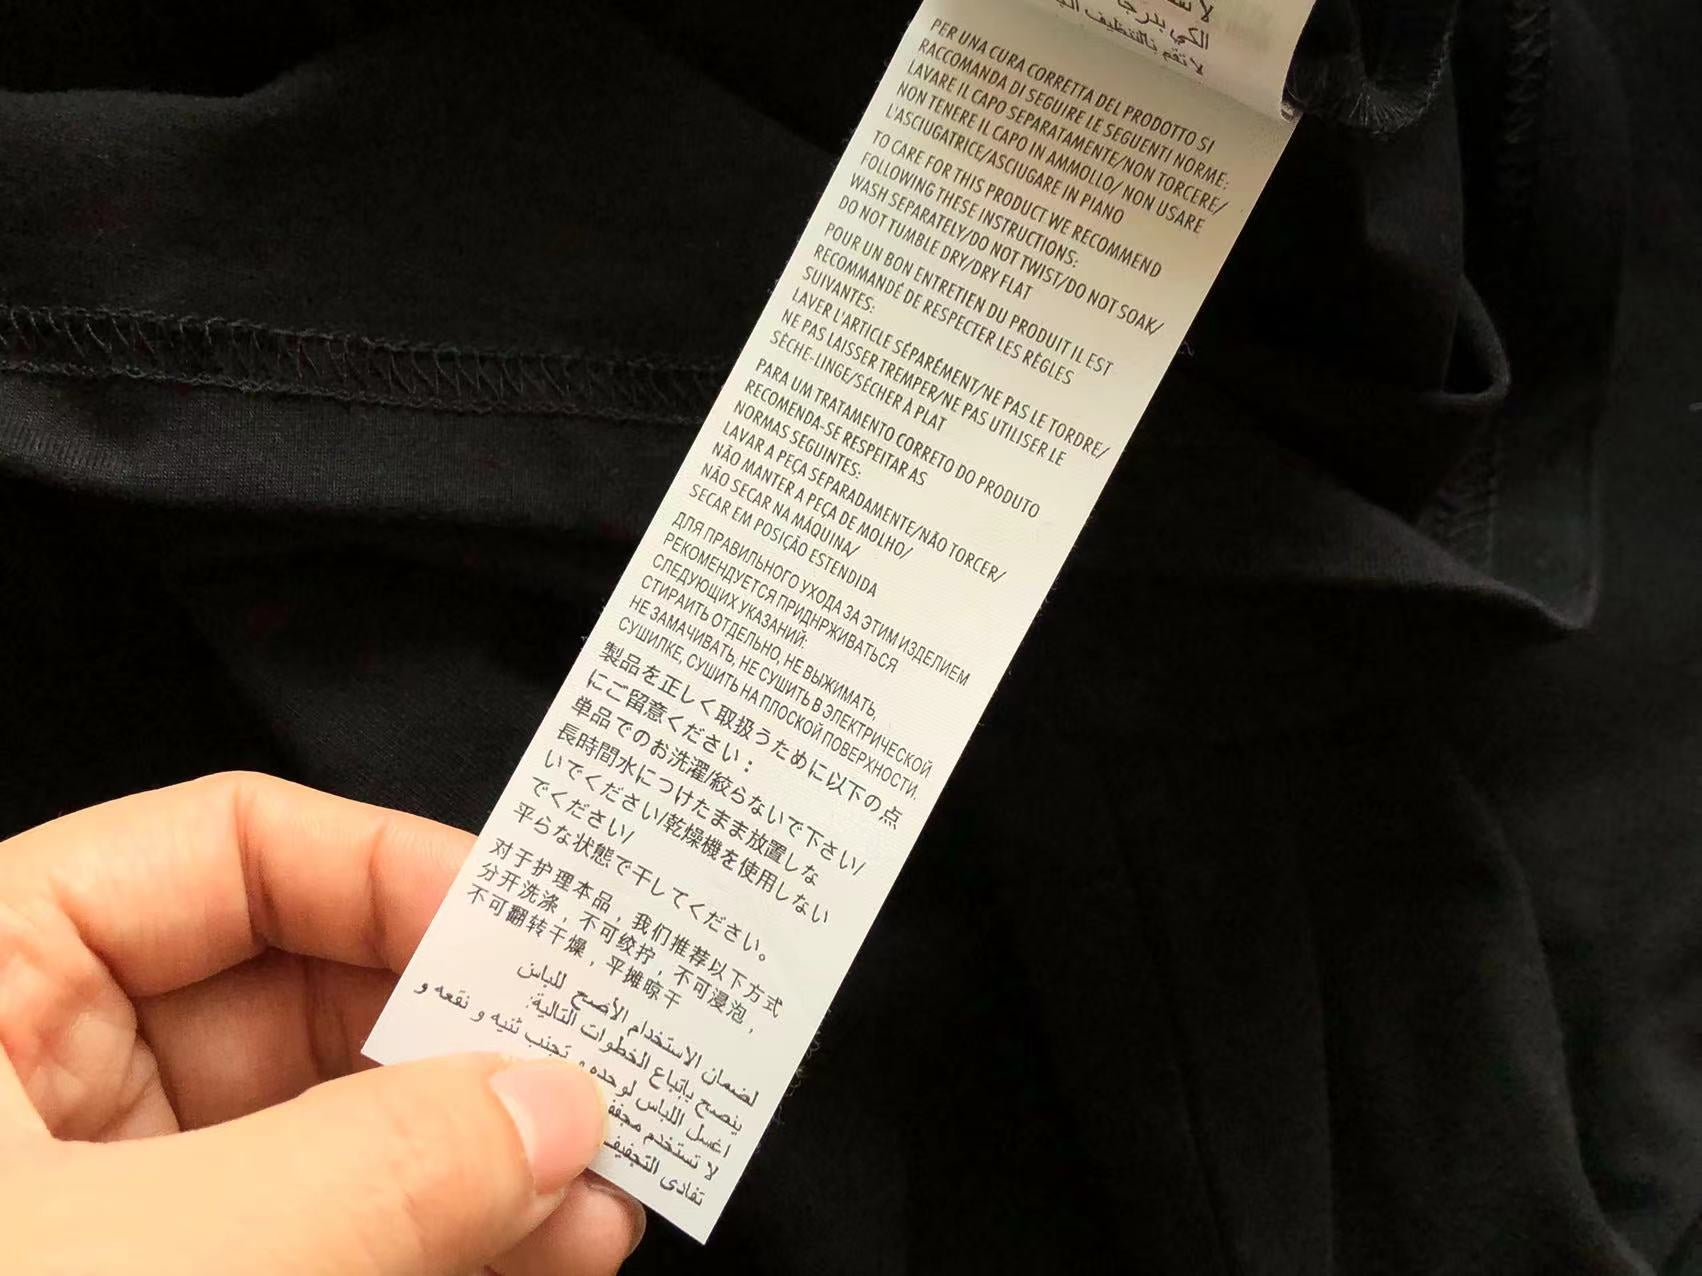 الكي بدرجا
PER UNA CURA CORRETTA DEL PRODOTTO SI
RACCOMANDA DI SEGUIRE LE SEGUENTI NORME:
LAVARE IL CAPO SEPARATAMENTE/NON TORCERE/
NON TENERE IL CAPO IN AMMOLLO/ NON USARE
L'ASCIUGATRICE/ASCIUGARE IN PIANO
TO CARE FOR THIS PRODUCT WE RECOMMEND
FOLLOWING THESE INSTRUCTIONS:
WASH SEPARATELY/DO NOT TWIST/DO NOT SOAK/
DO NOT TUMBLE DRY/DRY FLAT
POUR UN BON ENTRETIEN DU PRODUIT IL EST
RECOMMANDÉ DE RESPECTER LES RÈGLES
SUIVANTES:
LAVER L'ARTICLE SÉPARÉMENT/NE PAS LE TORDRE/
NE PAS LAISSER TREMPER/NE PAS UTILISER LE
SÈCHE-LINGE/SÉCHER À PLAT
PARA UM TRATAMENTO CORRETO DO PRODUTO
RECOMENDA-SE RESPEITAR AS
NORMAS SEGUINTES:
LAVAR A PEÇA SEPARADAMENTE/NÃO TORCER/
NÃO MANTER A PEÇA DE MOLHO/
NÃO SECAR NA MÁQUINA/
SECAR EM POSIÇÃO ESTENDIDA
ДЛЯ ПРАВИЛЬНОГО УХОДА ЗА ЭТИМ ИЗДЕЛИЕМ
РЕКОМЕНДУЕТСЯ ПРИДНРЖИВАТЬСЯ
СЛЕДУЮЩИХ УКАЗАНИЙ:
СТИРАИТЬ ОТДЕЛЬНО, НЕ ВЫЖИМАТЬ,
НЕ ЗАМАЧИВАТЬ, НЕ СУШИТЬ В ЭЛЕКТРИЧЕСКОЙ
СУШИЛКЕ, СУШИТЬ НА ПЛОСКОЙ ПОВЕРХНОСТИ.
製品を正しく取扱うために以下の点
にご留意ください：
単品でのお洗濯/絞らないで下さい/
長時間水につけたまま放置しな
いでください/乾燥機を使用しない
でください/
平らな状態で干してください。
对于护理本品，我们推荐以下方式
分开洗涤，不可绞拧，不可浸泡，
不可翻转干燥，平摊晾干
لضمان الاستخدام الأصح للباس
ينصح باتباع الخطوات التالية:
اغسل اللباس لوحده و تجنب ثنيه و نقعه و
لا تستخدم
تفادى التجفيف